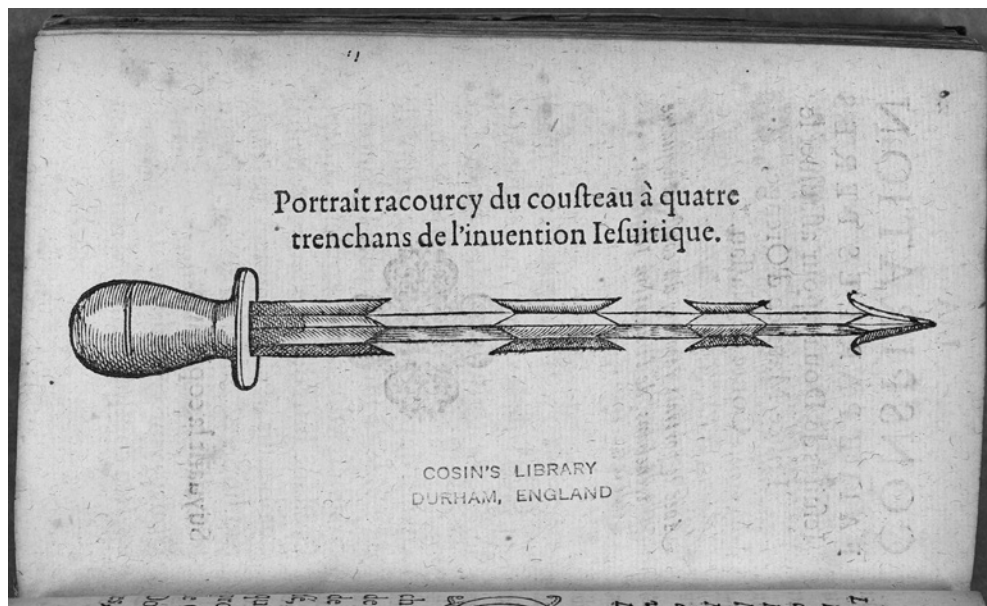 Portrait racourcy du couſteau à quatre
trenchans de l'inuention Ieſuitique.
COSIN'S LIBRARY
DURHAM, ENGLAND